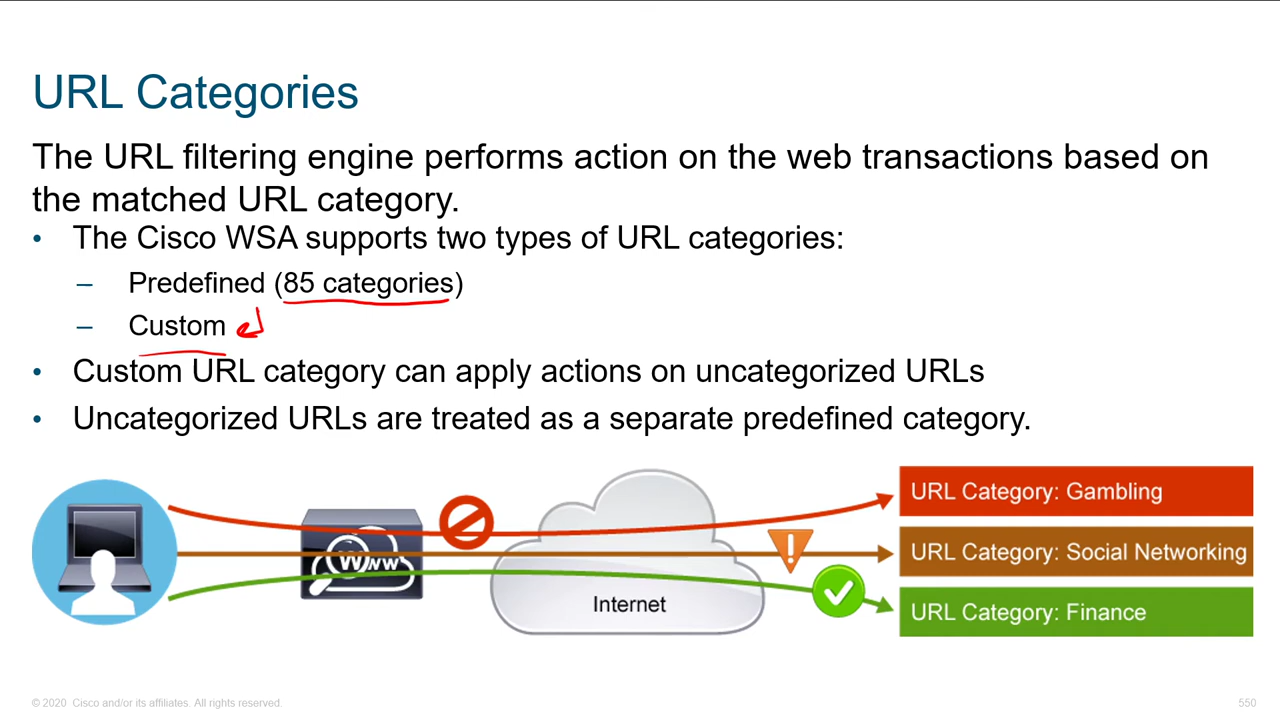 URL Categories
The URL filtering engine performs action on the web transactions based on
the matched URL category.
• The Cisco WSA supports two types of URL categories:
– Predefined (85 categories)
– Custom
• Custom URL category can apply actions on uncategorized URLs
• Uncategorized URLs are treated as a separate predefined category.
URL Category: Gambling
WWW
URL Category: Social Networking
Internet
URL Category: Finance
© 2020 Cisco and/or its affiliates. All rights reserved.
550